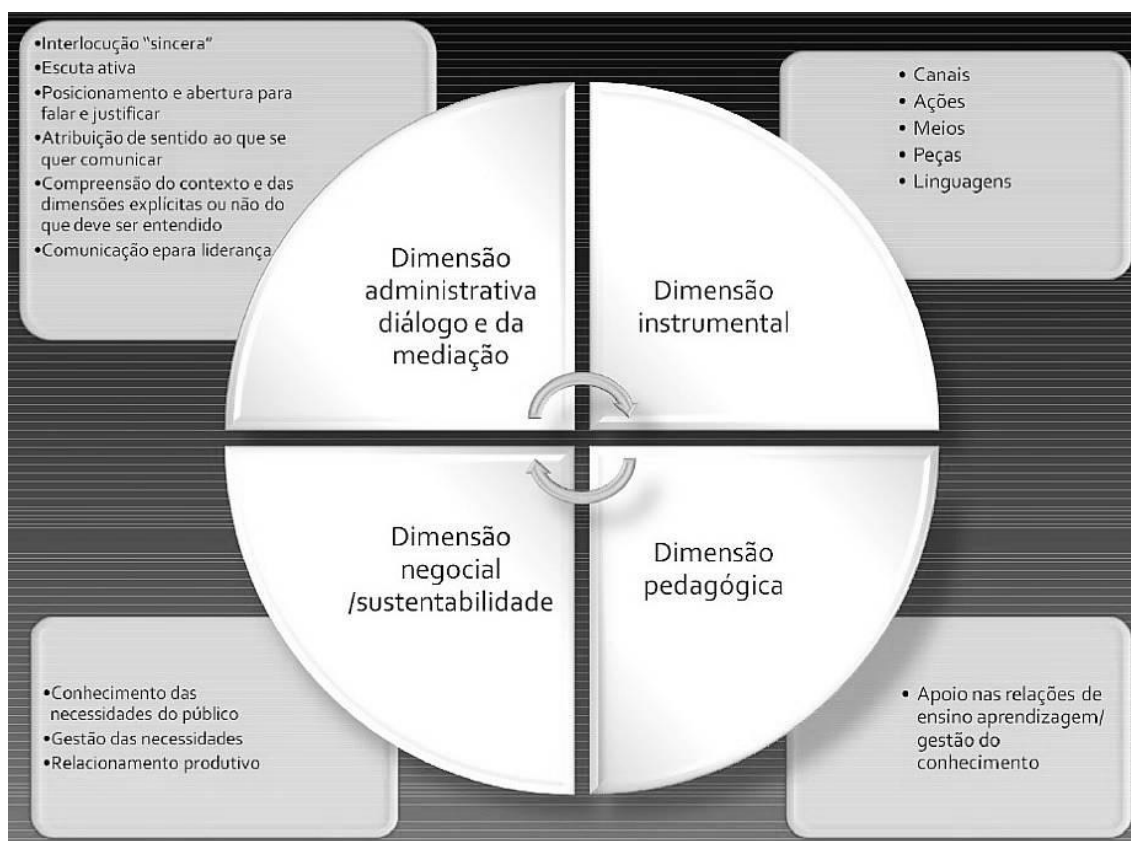 •Interlocução “sincera”
•Escuta ativa
•Posicionamento e abertura para
falar e justificar
•Atribuição de sentido ao que se
quer comunicar
•Compreensão do contexto e das
dimensões explícitas ou não do
que deve ser entendido
•Comunicação epara liderança
• Canais
• Ações
• Meios
• Peças
• Linguagens
Dimensão
administrativa
diálogo e da
mediação
Dimensão
instrumental
Dimensão
negocial
/sustentabilidade
Dimensão
pedagógica
•Conhecimento das
necessidades do público
•Gestão das necessidades
•Relacionamento produtivo
• Apoio nas relações de
ensino aprendizagem/
gestão do
conhecimento